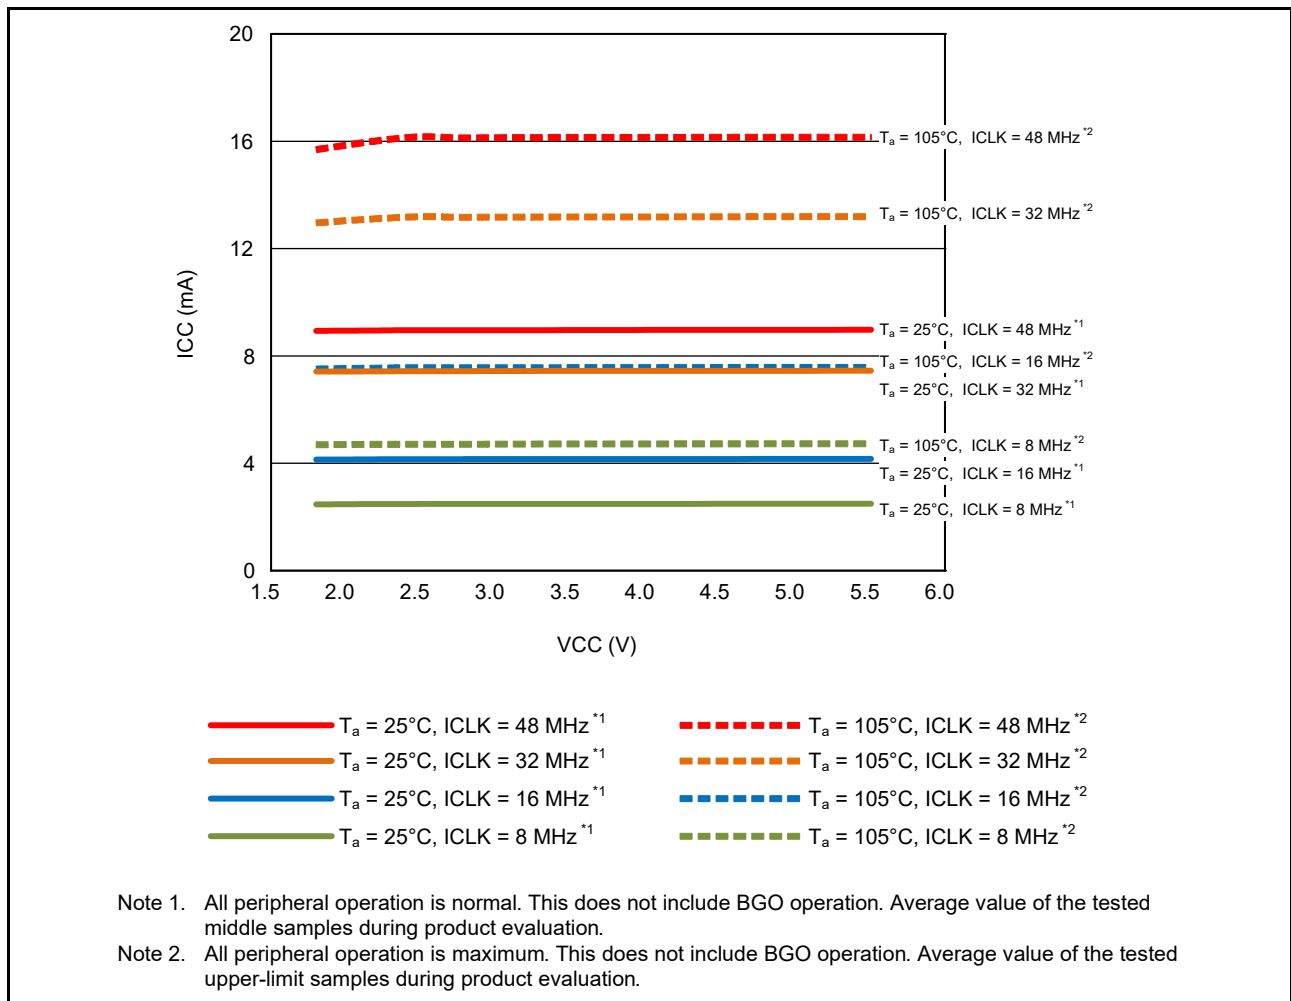 20
16
12
8
4
0
ICC (mA)
1.5 2.0 2.5 3.0 3.5 4.0 4.5 5.0 5.5 6.0
VCC (V)
Ta = 105°C, ICLK = 48 MHz *2
Ta = 105°C, ICLK = 32 MHz *2
Ta = 25°C, ICLK = 48 MHz *1
Ta = 105°C, ICLK = 16 MHz *2
Ta = 25°C, ICLK = 32 MHz *1
Ta = 105°C, ICLK = 8 MHz *2
Ta = 25°C, ICLK = 16 MHz *1
Ta = 25°C, ICLK = 8 MHz *1
Ta = 25°C, ICLK = 48 MHz *1
Ta = 105°C, ICLK = 48 MHz *2
Ta = 25°C, ICLK = 32 MHz *1
Ta = 105°C, ICLK = 32 MHz *2
Ta = 25°C, ICLK = 16 MHz *1
Ta = 105°C, ICLK = 16 MHz *2
Ta = 25°C, ICLK = 8 MHz *1
Ta = 105°C, ICLK = 8 MHz *2
Note 1. All peripheral operation is normal. This does not include BGO operation. Average value of the tested
middle samples during product evaluation.
Note 2. All peripheral operation is maximum. This does not include BGO operation. Average value of the tested
upper-limit samples during product evaluation.